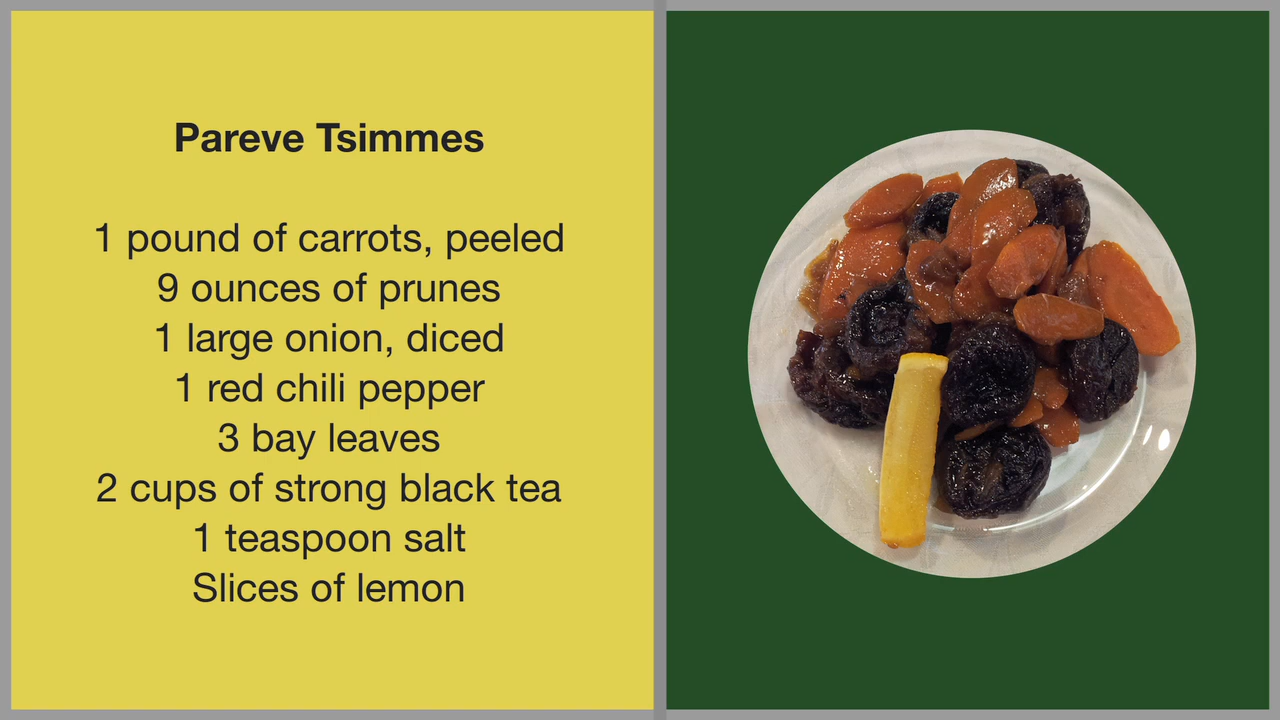 Pareve Tsimmes
1 pound of carrots, peeled
9 ounces of prunes
1 large onion, diced
1 red chili pepper
3 bay leaves
2 cups of strong black tea
1 teaspoon salt
Slices of lemon